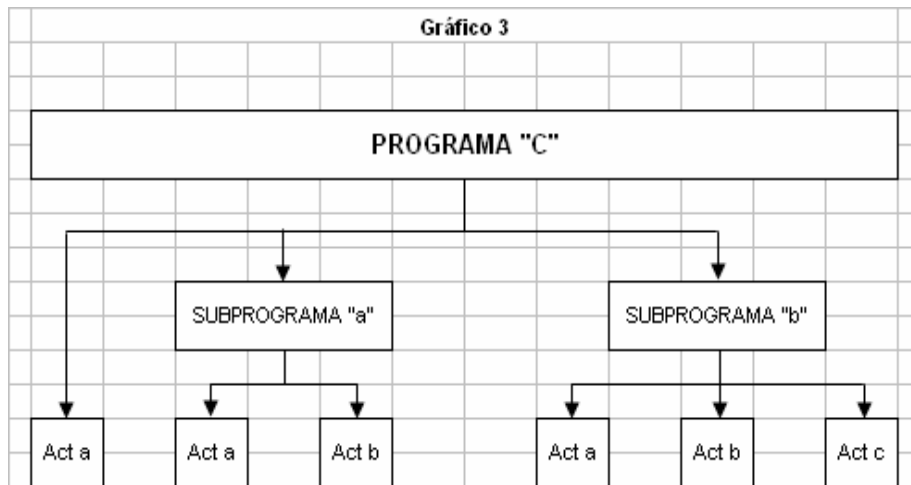 Gráfico 3
PROGRAMA "C"
SUBPROGRAMA "a"
SUBPROGRAMA "b"
Act a
Act a
Act b
Act a
Act b
Act c